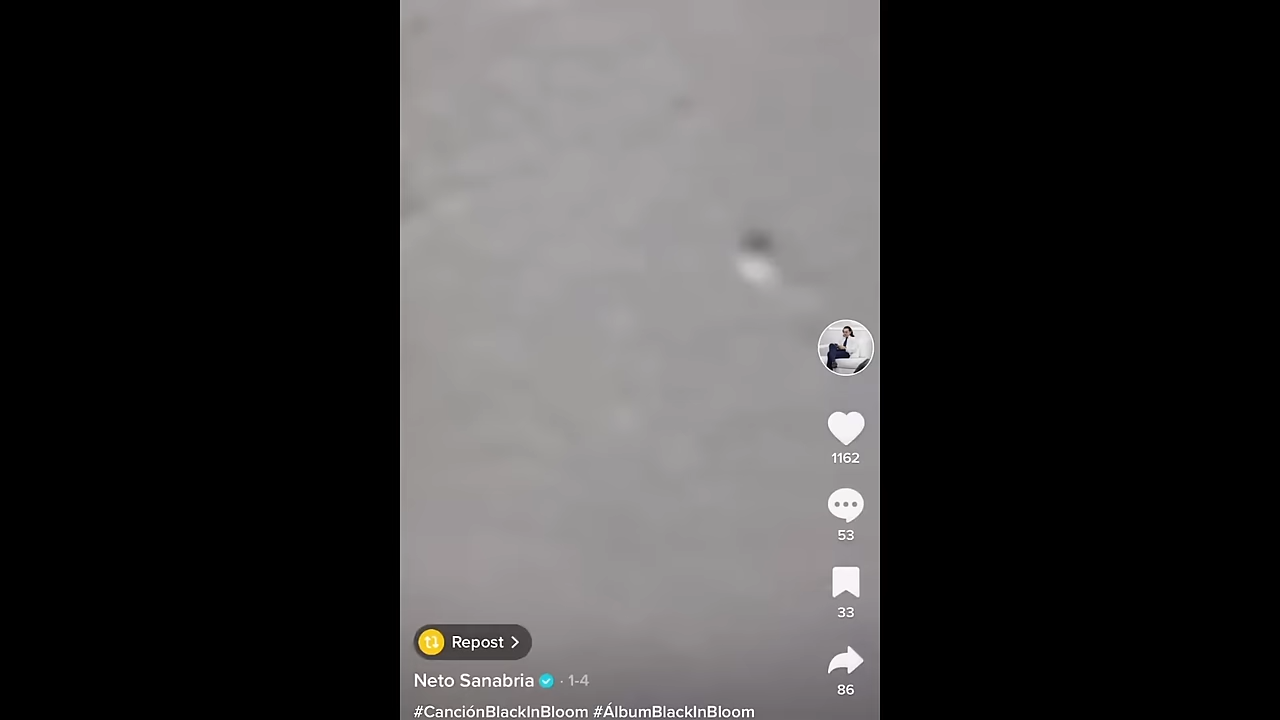 1162
53
33
86
Repost
Neto Sanabria · 1-4
#CanciónBlackInBloom #ÁlbumBlackInBloom